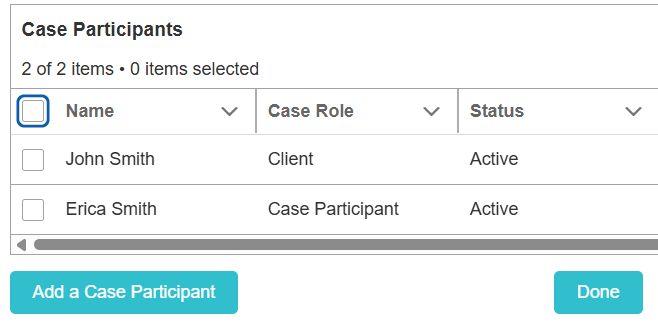 Case Participants
2 of 2 items • 0 items selected
Name Case Role Status
John Smith Client Active
Erica Smith Case Participant Active
Add a Case Participant Done